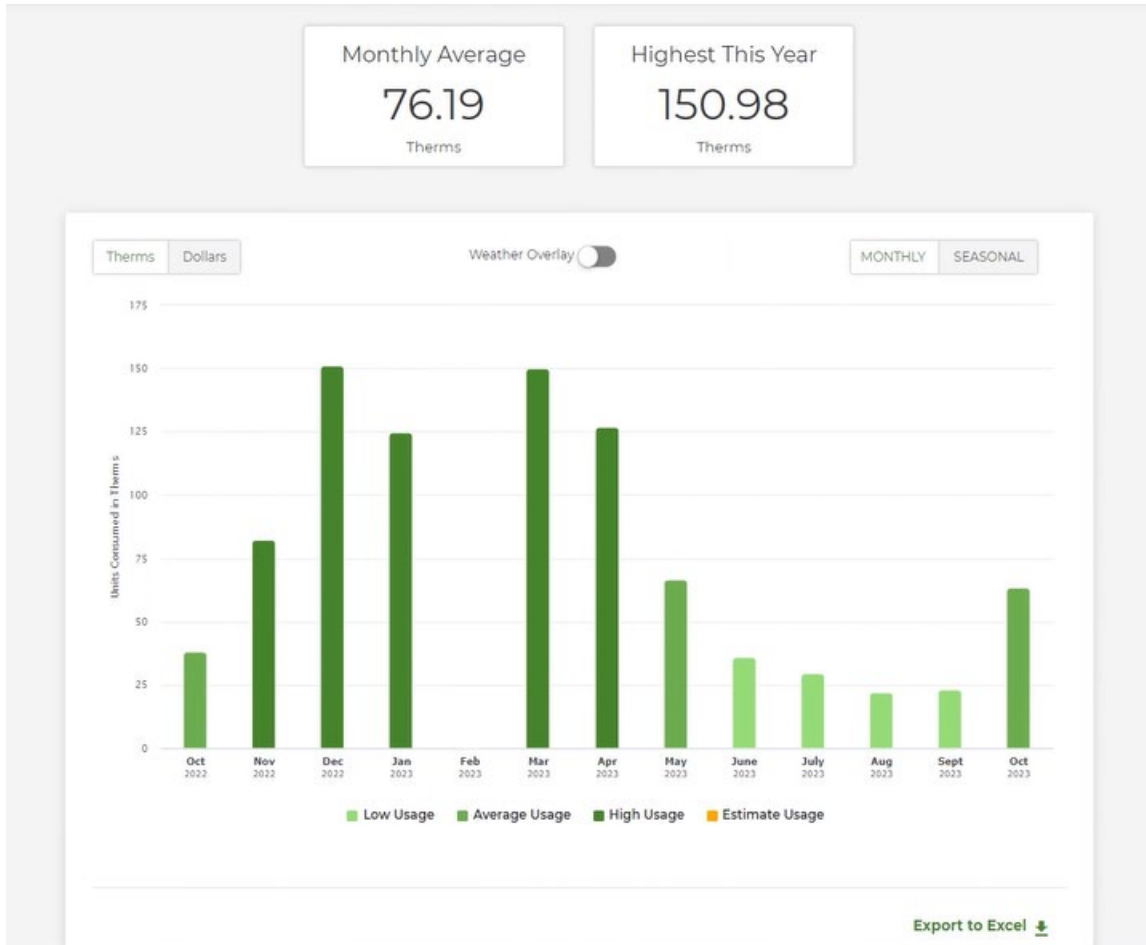 Monthly Average
76.19
Therms
Highest This Year
150.98
Therms
Therms Dollars
Weather Overlay
MONTHLY SEASONAL
Units Consumed in Therms
175
150
125
100
75
50
25
0
Oct
2022
Nov
2022
Dec
2022
Jan
2023
Feb
2023
Mar
2023
Apr
2023
May
2023
June
2023
July
2023
Aug
2023
Sept
2023
Oct
2023
Low Usage Average Usage High Usage Estimate Usage
Export to Excel